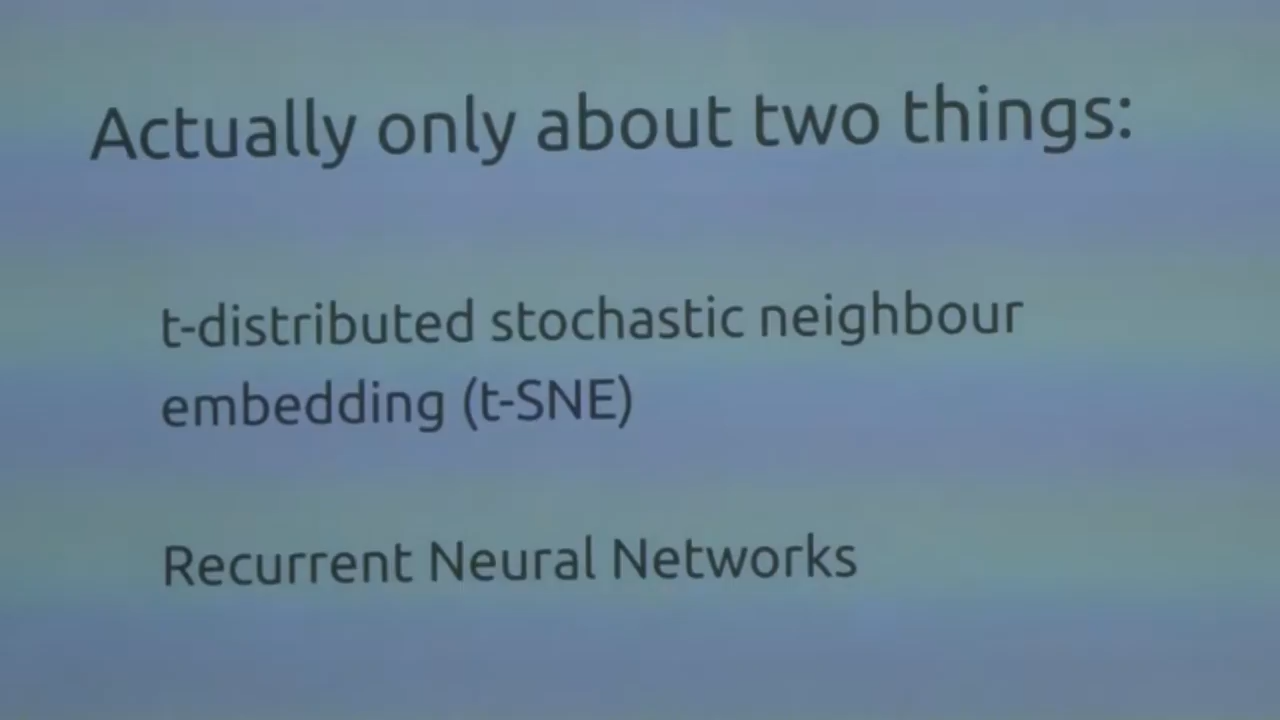 Actually only about two things:
t-distributed stochastic neighbour
embedding (t-SNE)
Recurrent Neural Networks